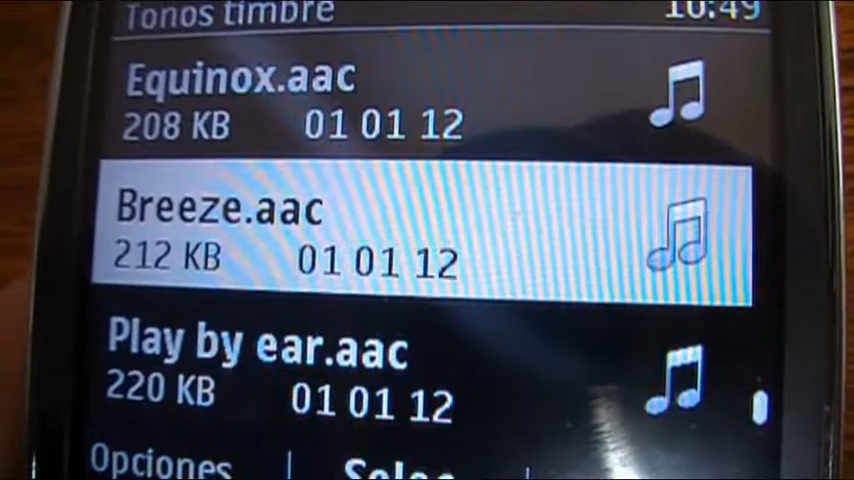 Tonos timbre 10:49
Equinox.aac
208 KB 01 01 12
Breeze.aac
212 KB 01 01 12
Play by ear.aac
220 KB 01 01 12
Opciones